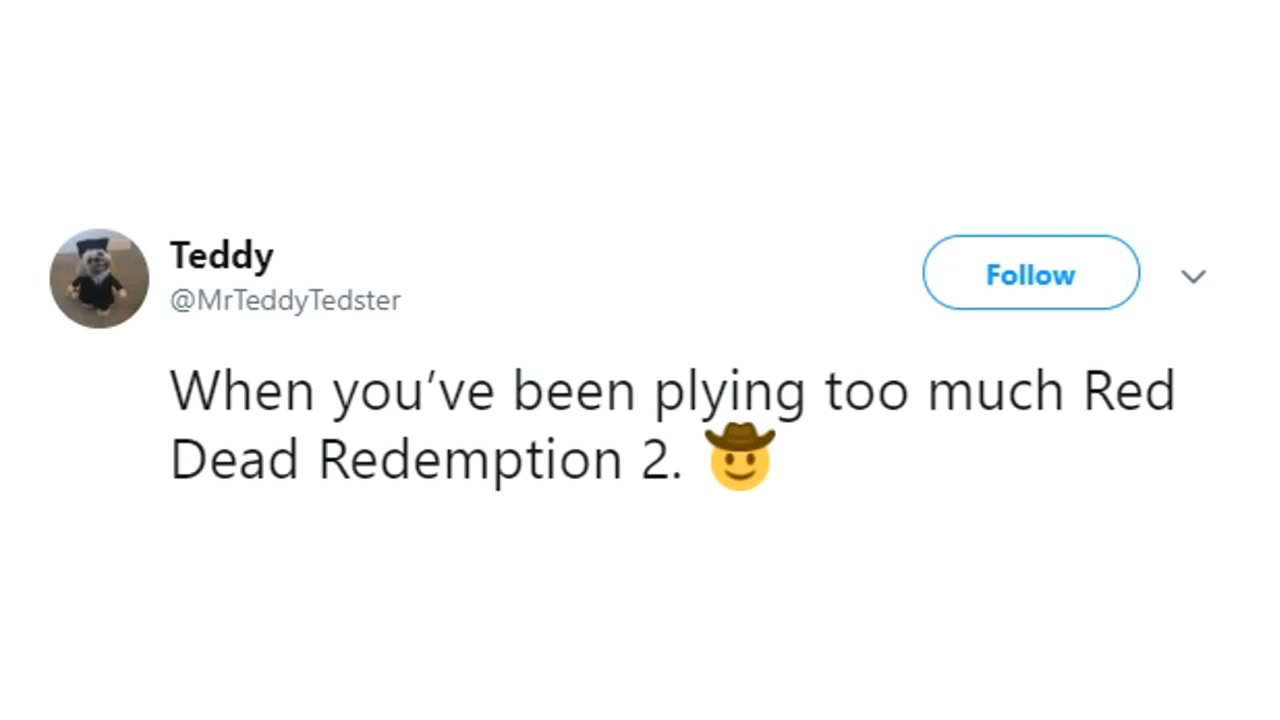 Teddy
@MrTeddyTedster
Follow
When you’ve been plying too much Red
Dead Redemption 2. 🤠